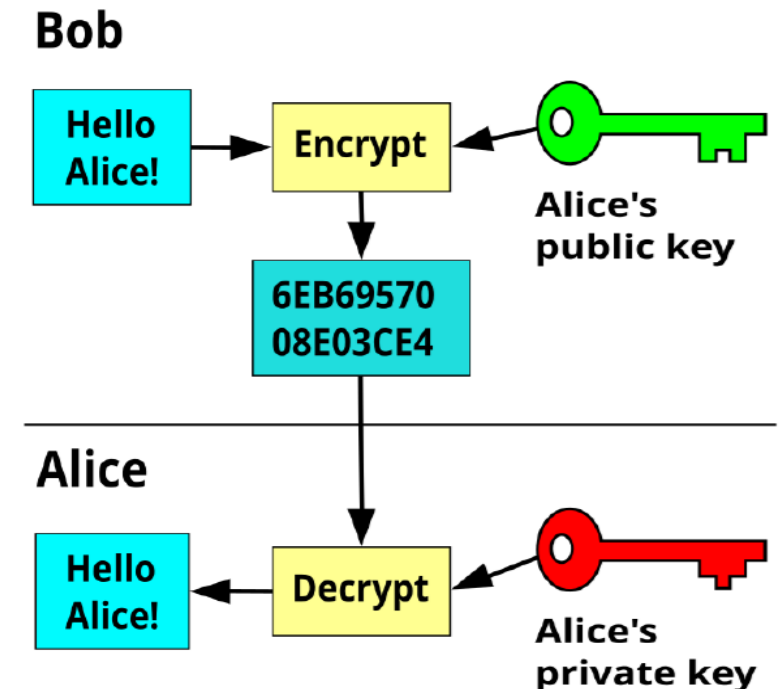 Bob
Hello
Alice!
Encrypt
Alice's
public key
6EB69570
08E03CE4
Alice
Hello
Alice!
Decrypt
Alice's
private key